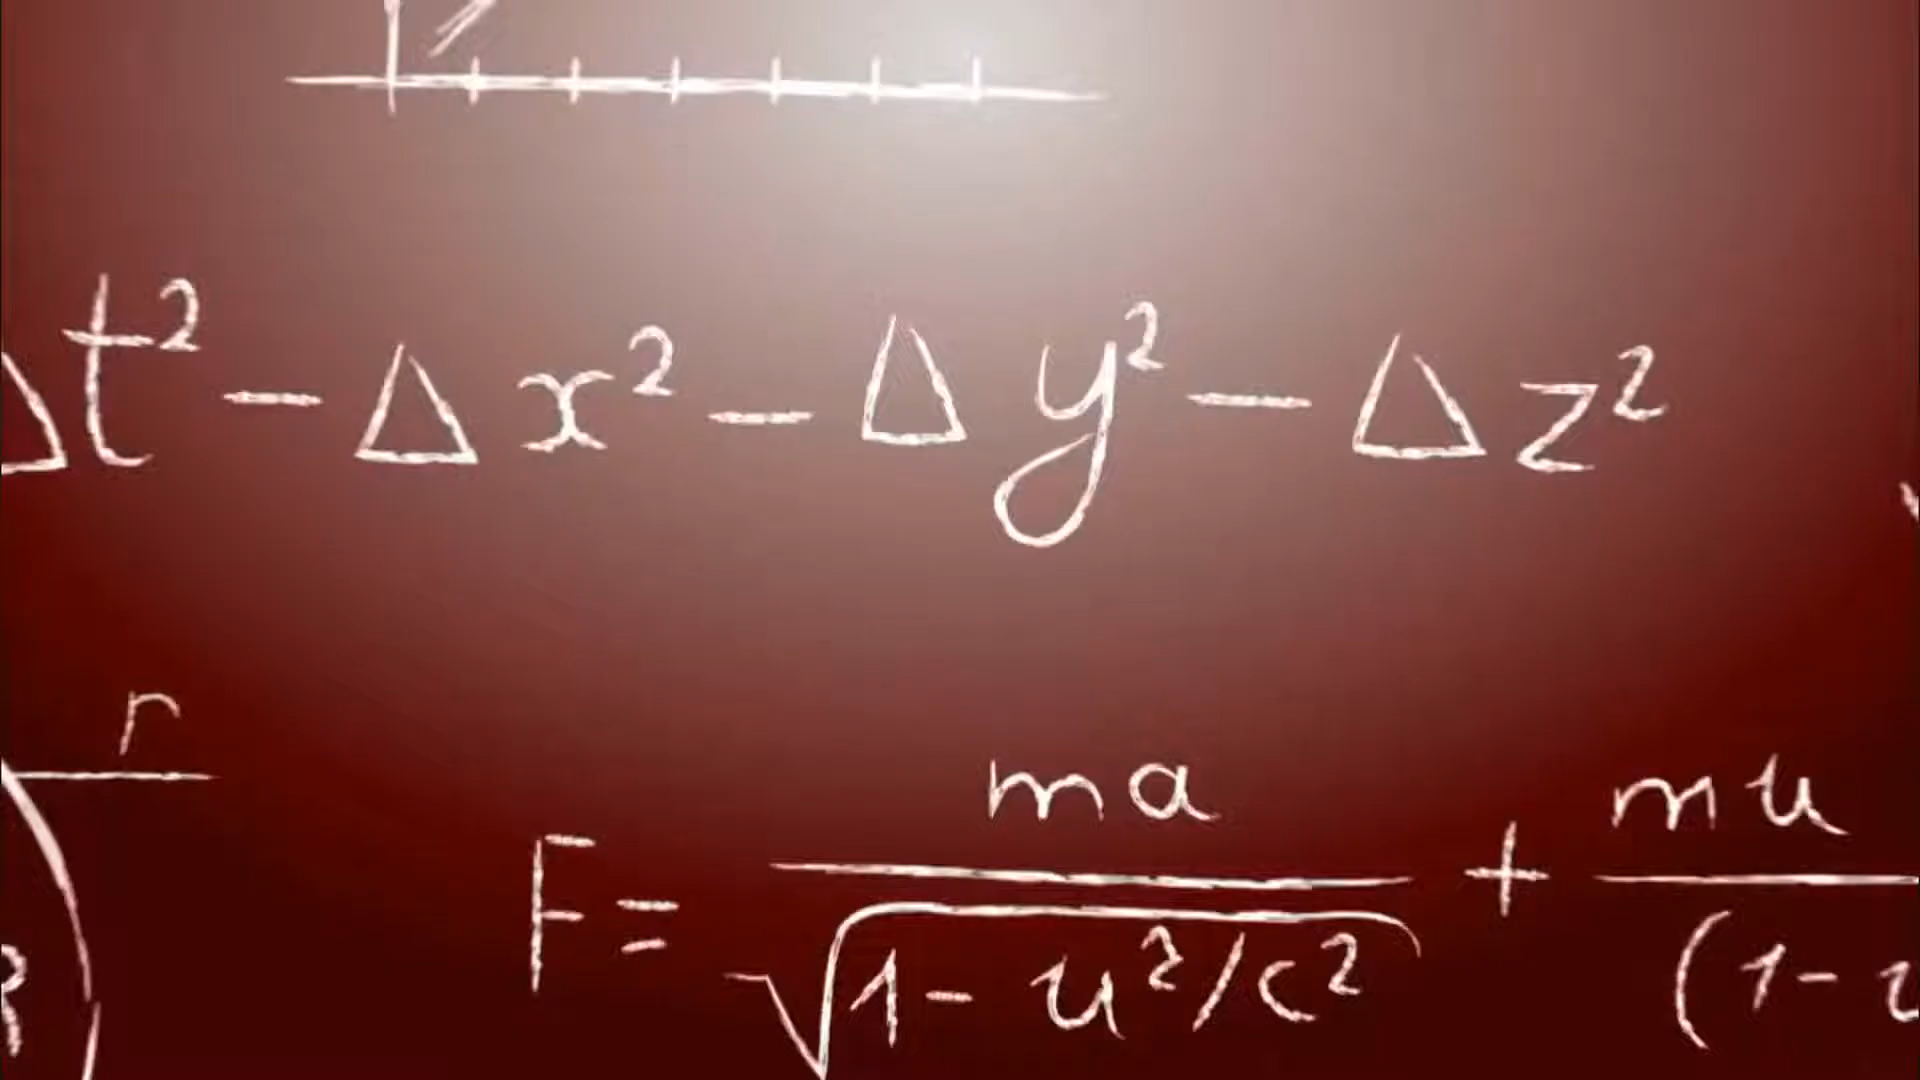 Δt² - Δx² - Δy² - Δz²
r
F = ma / √(1 - u²/c²) + mu / (1 -